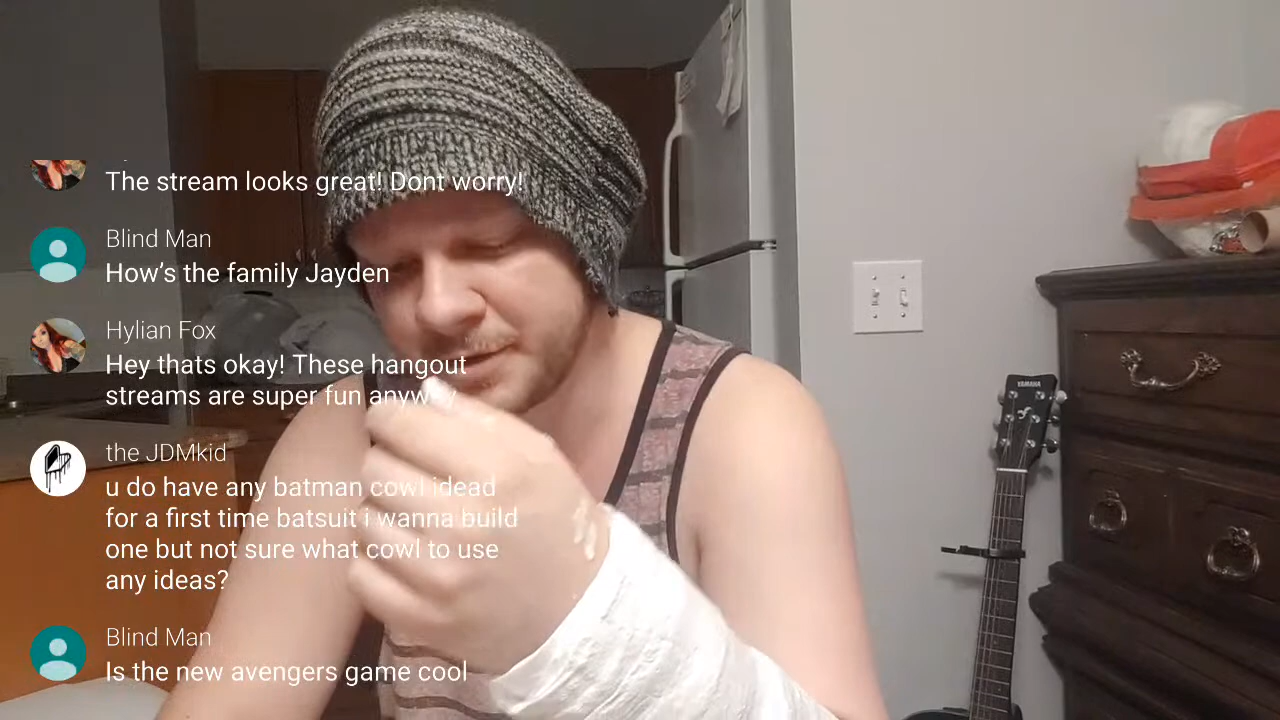 The stream looks great! Dont worry!
Blind Man
How's the family Jayden
Hylian Fox
Hey thats okay! These hangout
streams are super fun anyway
the JDMkid
u do have any batman cowl idead
for a first time batsuit i wanna build
one but not sure what cowl to use
any ideas?
Blind Man
Is the new avengers game cool
YAMAHA